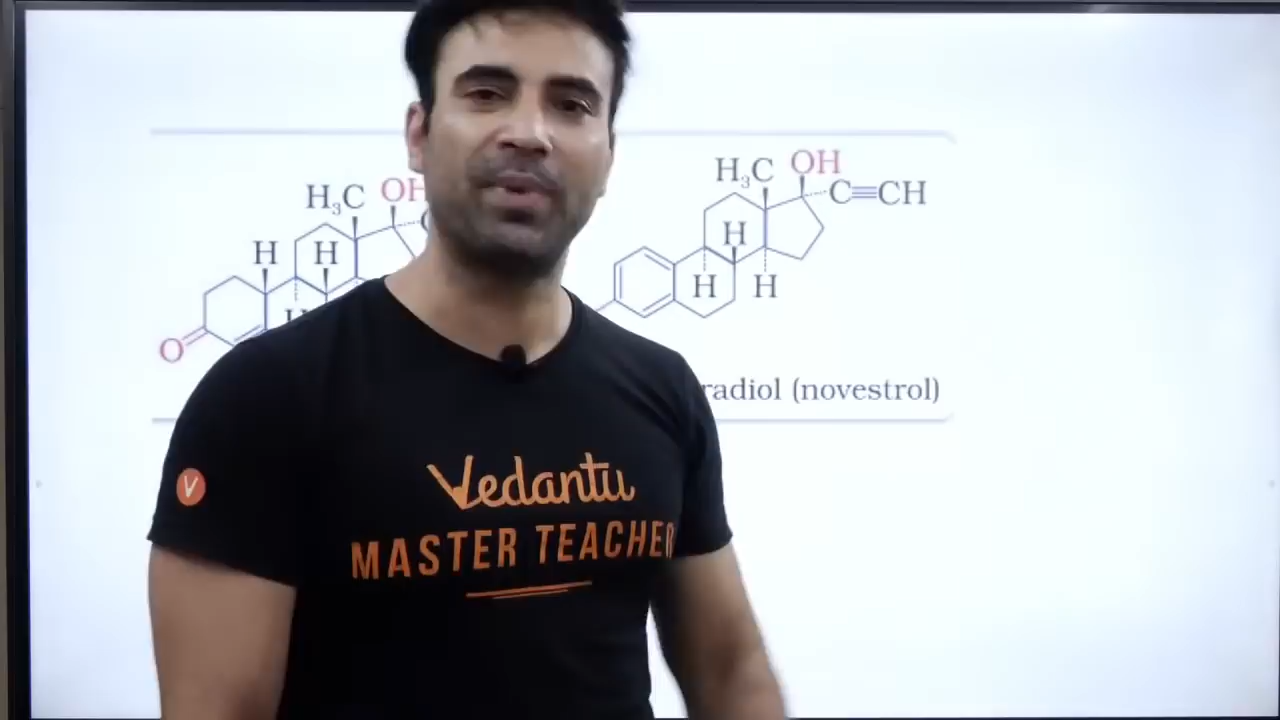 H₃C OH
H H
O
H₃C OH
C≡CH
H
H H
radiol (novestrol)
V
Vedantu
MASTER TEACHER